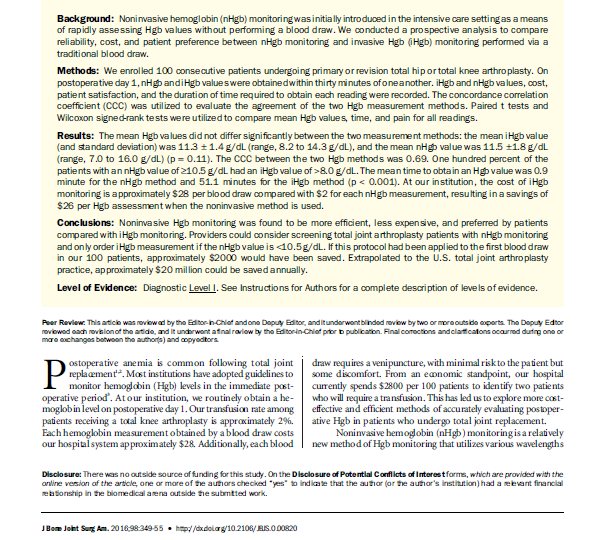 Background: Noninvasive hemoglobin (nHgb) monitoring was initially introduced in the intensive care setting as a means
of rapidly assessing Hgb values without performing a blood draw. We conducted a prospective analysis to compare
reliability, cost, and patient preference between nHgb monitoring and invasive Hgb (iHgb) monitoring performed via a
traditional blood draw.
Methods: We enrolled 100 consecutive patients undergoing primary or revision total hip or total knee arthroplasty. On
postoperative day 1, nHgb and iHgb values were obtained within thirty minutes of one another. iHgb and nHgb values, cost,
patient satisfaction, and the duration of time required to obtain each reading were recorded. The concordance correlation
coefficient (CCC) was utilized to evaluate the agreement of the two Hgb measurement methods. Paired t tests and
Wilcoxon signed-rank tests were utilized to compare mean Hgb values, time, and pain for all readings.
Results: The mean Hgb values did not differ significantly between the two measurement methods: the mean iHgb value
(and standard deviation) was 11.3 ± 1.4 g/dL (range, 8.2 to 14.3 g/dL), and the mean nHgb value was 11.5 ±1.8 g/dL
(range, 7.0 to 16.0 g/dL) (p = 0.11). The CCC between the two Hgb methods was 0.69. One hundred percent of the
patients with an nHgb value of ≥10.5 g/dL had an iHgb value of >8.0 g/dL. The mean time to obtain an Hgb value was 0.9
minute for the nHgb method and 51.1 minutes for the iHgb method (p < 0.001). At our institution, the cost of iHgb
monitoring is approximately $28 per blood draw compared with $2 for each nHgb measurement, resulting in a savings of
$26 per Hgb assessment when the noninvasive method is used.
Conclusions: Noninvasive Hgb monitoring was found to be more efficient, less expensive, and preferred by patients
compared with iHgb monitoring. Providers could consider screening total joint arthroplasty patients with nHgb monitoring
and only order iHgb measurement if the nHgb value is <10.5 g/dL. If this protocol had been applied to the first blood draw
in our 100 patients, approximately $2000 would have been saved. Extrapolated to the U.S. total joint arthroplasty
practice, approximately $20 million could be saved annually.
Level of Evidence: Diagnostic Level I. See Instructions for Authors for a complete description of levels of evidence.
Peer Review: This article was reviewed by the Editor-in-Chief and one Deputy Editor, and it underwent blinded review by two or more outside experts. The Deputy Editor
reviewed each revision of the article, and it underwent a final review by the Editor-in-Chief prior to publication. Final corrections and clarifications occurred during one or
more exchanges between the author(s) and copyeditors.
Postoperative anemia is common following total joint
replacement1,2. Most institutions have adopted guidelines to
monitor hemoglobin (Hgb) levels in the immediate post-
operative period3. At our institution, we routinely obtain a he-
moglobin level on postoperative day 1. Our transfusion rate among
patients receiving a total knee arthroplasty is approximately 2%.
Each hemoglobin measurement obtained by a blood draw costs
our hospital system approximately $28. Additionally, each blood
draw requires a venipuncture, with minimal risk to the patient but
some discomfort. From an economic standpoint, our hospital
currently spends $2800 per 100 patients to identify two patients
who will require a transfusion. This has led us to explore more cost-
effective and efficient methods of accurately evaluating postoper-
ative Hgb in patients who undergo total joint replacement.
Noninvasive hemoglobin (nHgb) monitoring is a relatively
new method of Hgb monitoring that utilizes various wavelengths
Disclosure: There was no outside source of funding for this study. On the Disclosure of Potential Conflicts of Interest forms, which are provided with the
online version of the article, one or more of the authors checked "yes" to indicate that the author (or the author's institution) had a relevant financial
relationship in the biomedical arena outside the submitted work.
J Bone Joint Surg Am. 2016;98:349-55 • http://dx.doi.org/10.2106/JBJS.O.00820